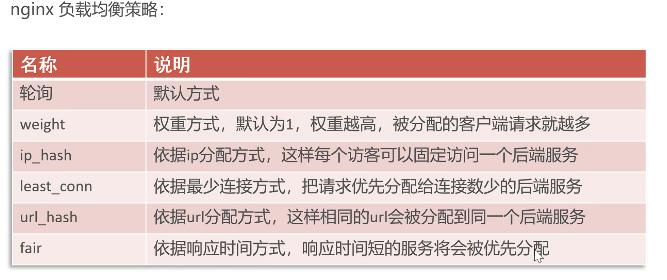 nginx 负载均衡策略：
名称 说明
轮询 默认方式
weight 权重方式，默认为1，权重越高，被分配的客户端请求就越多
ip_hash 依据ip分配方式，这样每个访客可以固定访问一个后端服务
least_conn 依据最少连接方式，把请求优先分配给连接数少的后端服务
url_hash 依据url分配方式，这样相同的url会被分配到同一个后端服务
fair 依据响应时间方式，响应时间短的服务将会被优先分配